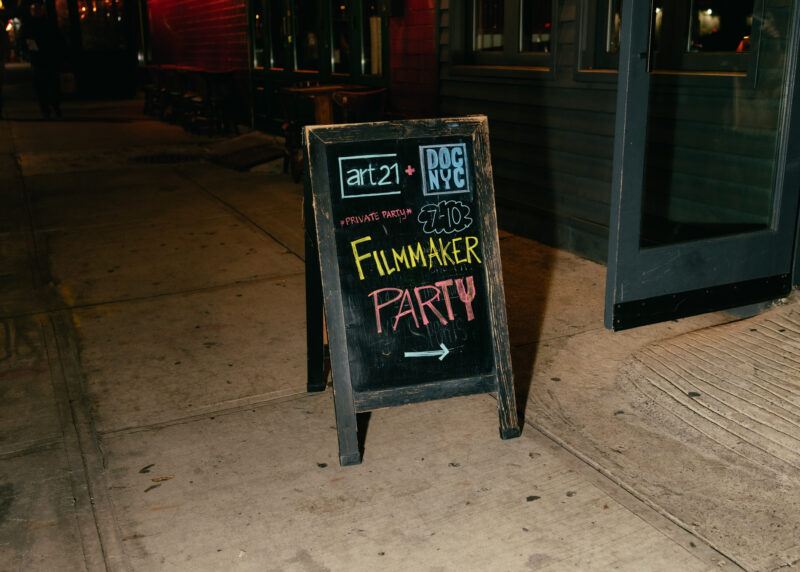 art21 + DOC NYC
*PRIVATE PARTY* 7-10
FILMMAKER
PARTY